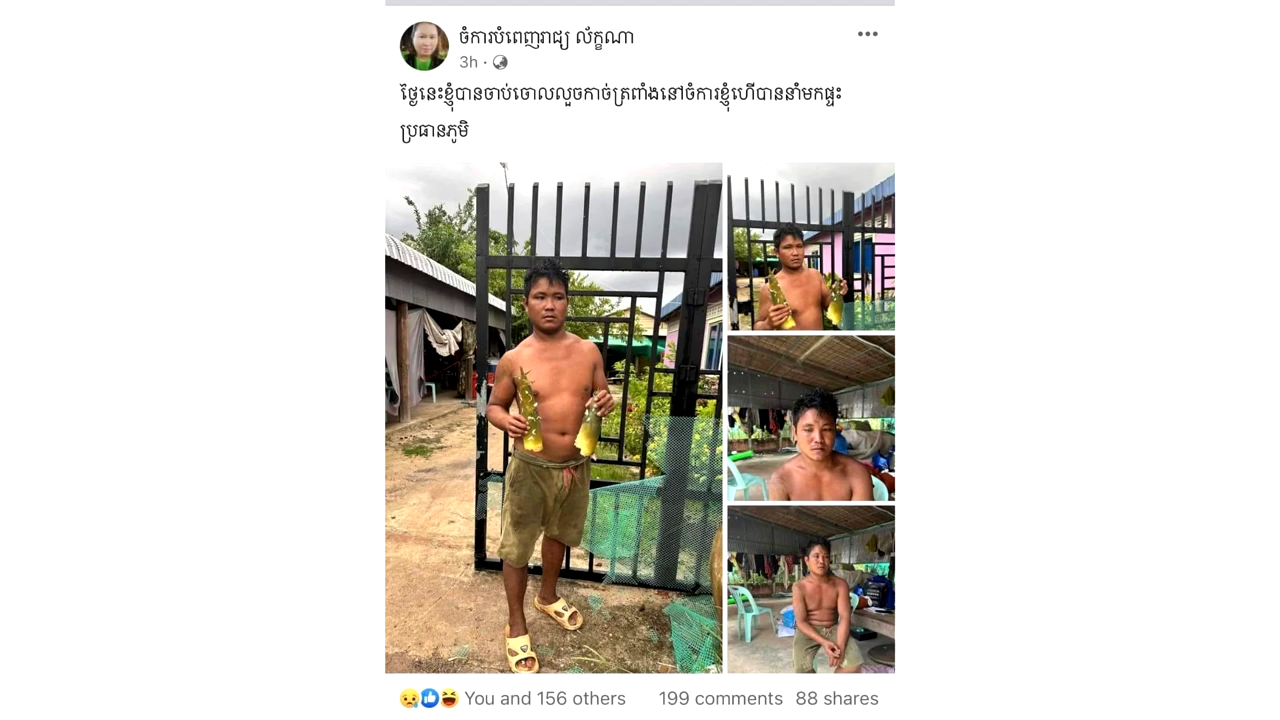 ចំការបំពេញរាជ្យ ល័ក្ខណា
3h ·
ថ្ងៃនេះខ្ញុំបានចាប់ចោលលួចកាច់ត្រពាំងនៅចំការខ្ញុំហើបាននាំមកផ្ទះ
ប្រធានភូមិ
You and 156 others 199 comments 88 shares